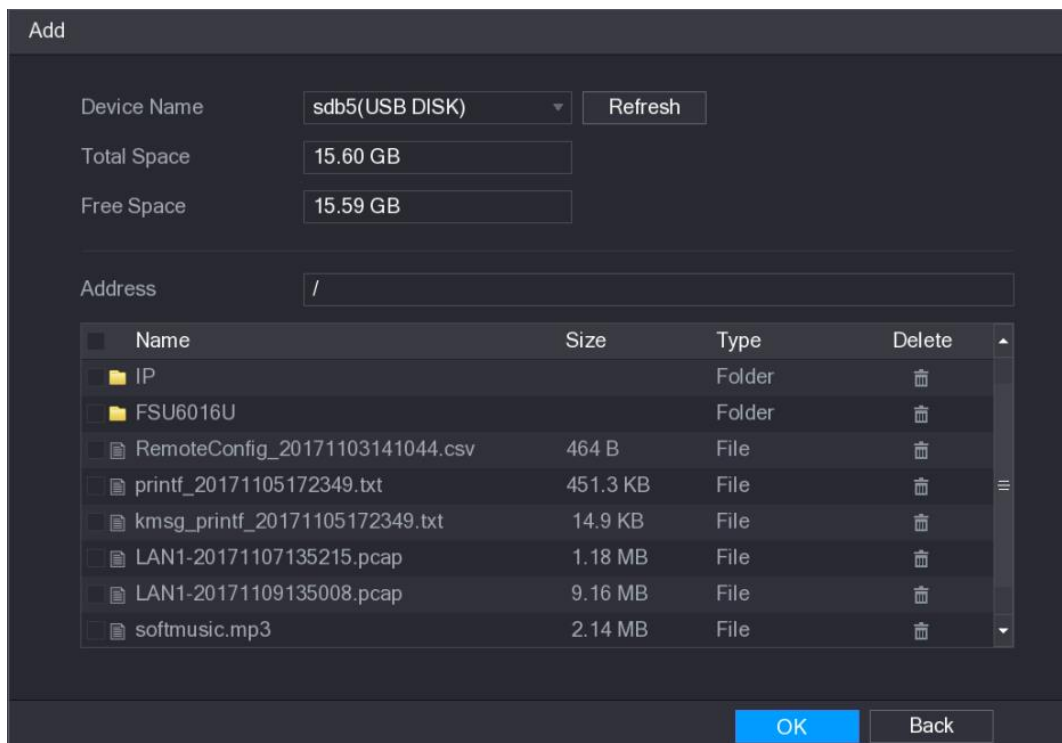 Add
Device Name sdb5(USB DISK) Refresh
Total Space 15.60 GB
Free Space 15.59 GB
Address /
Name Size Type Delete
IP Folder
FSU6016U Folder
RemoteConfig_20171103141044.csv 464 B File
printf_20171105172349.txt 451.3 KB File
kmsg_printf_20171105172349.txt 14.9 KB File
LAN1-20171107135215.pcap 1.18 MB File
LAN1-20171109135008.pcap 9.16 MB File
softmusic.mp3 2.14 MB File
OK Back